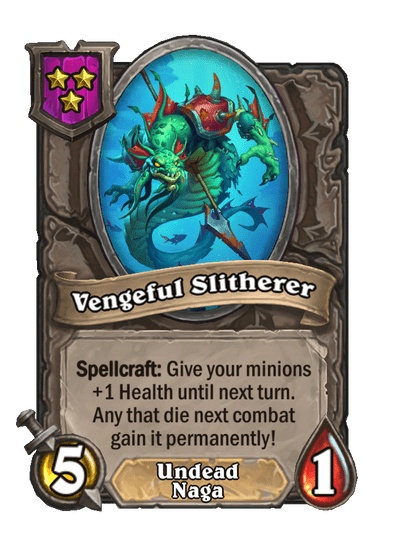 Vengeful Slitherer
Spellcraft: Give your minions
+1 Health until next turn.
Any that die next combat
gain it permanently!
5
Undead
Naga
1